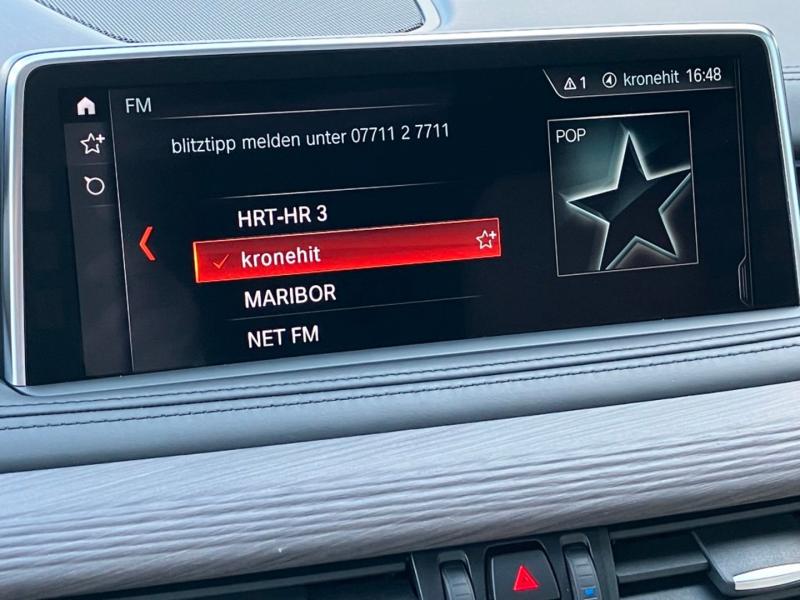 FM
1 kronehit 16:48
blitztipp melden unter 07711 2 7711
POP
HRT-HR 3
kronehit
MARIBOR
NET FM